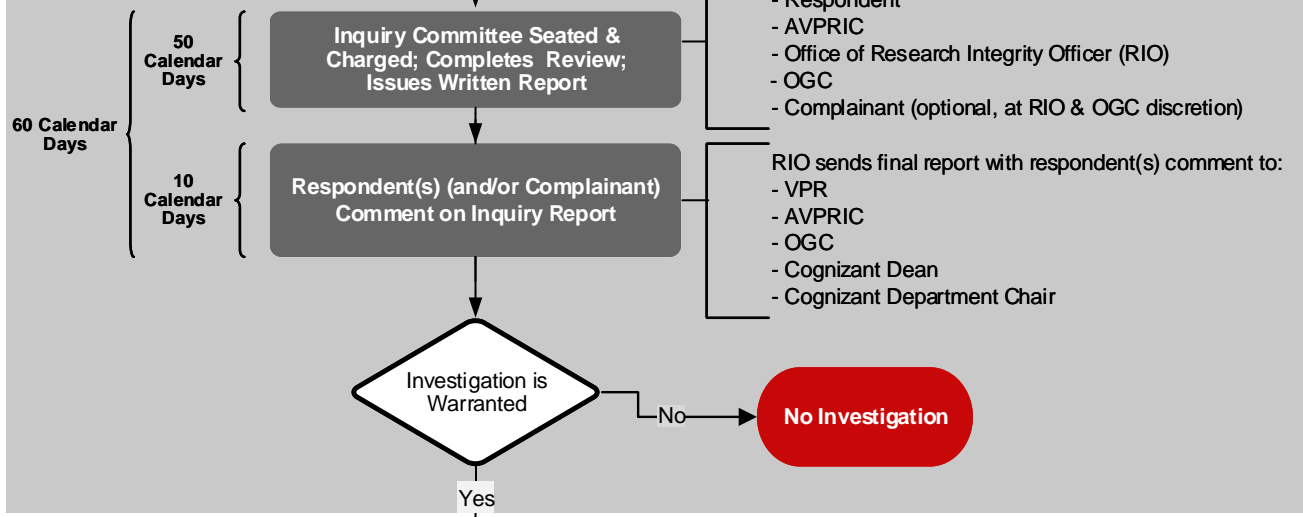 - Respondent
- AVPRIC
- Office of Research Integrity Officer (RIO)
- OGC
- Complainant (optional, at RIO & OGC discretion)
50
Calendar
Days
Inquiry Committee Seated &
Charged; Completes Review;
Issues Written Report
60 Calendar
Days
10
Calendar
Days
Respondent(s) (and/or Complainant)
Comment on Inquiry Report
RIO sends final report with respondent(s) comment to:
- VPR
- AVPRIC
- OGC
- Cognizant Dean
- Cognizant Department Chair
Investigation is
Warranted
No
No Investigation
Yes